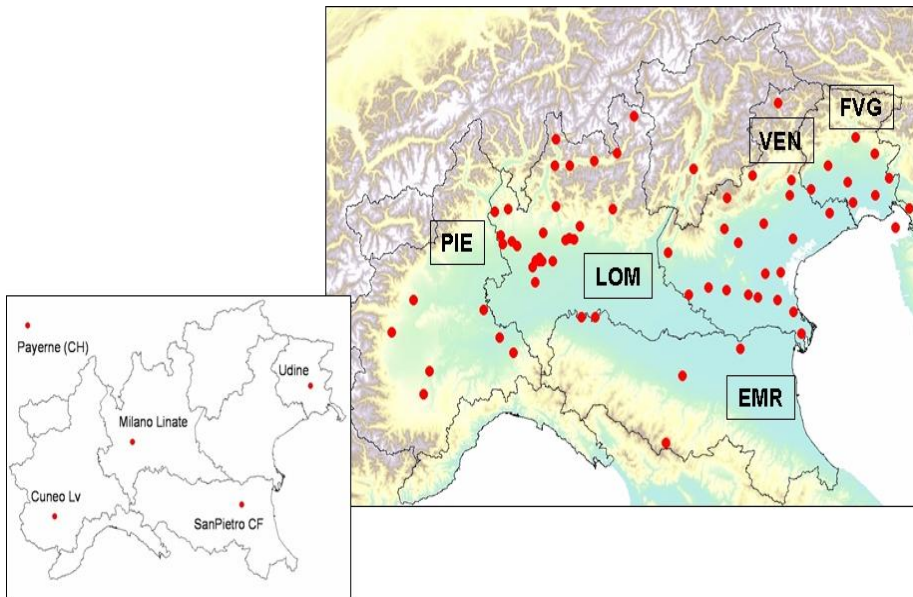 FVG
VEN
PIE
LOM
EMR
Payerne (CH)
Udine
Milano Linate
Cuneo Lv
SanPietro CF